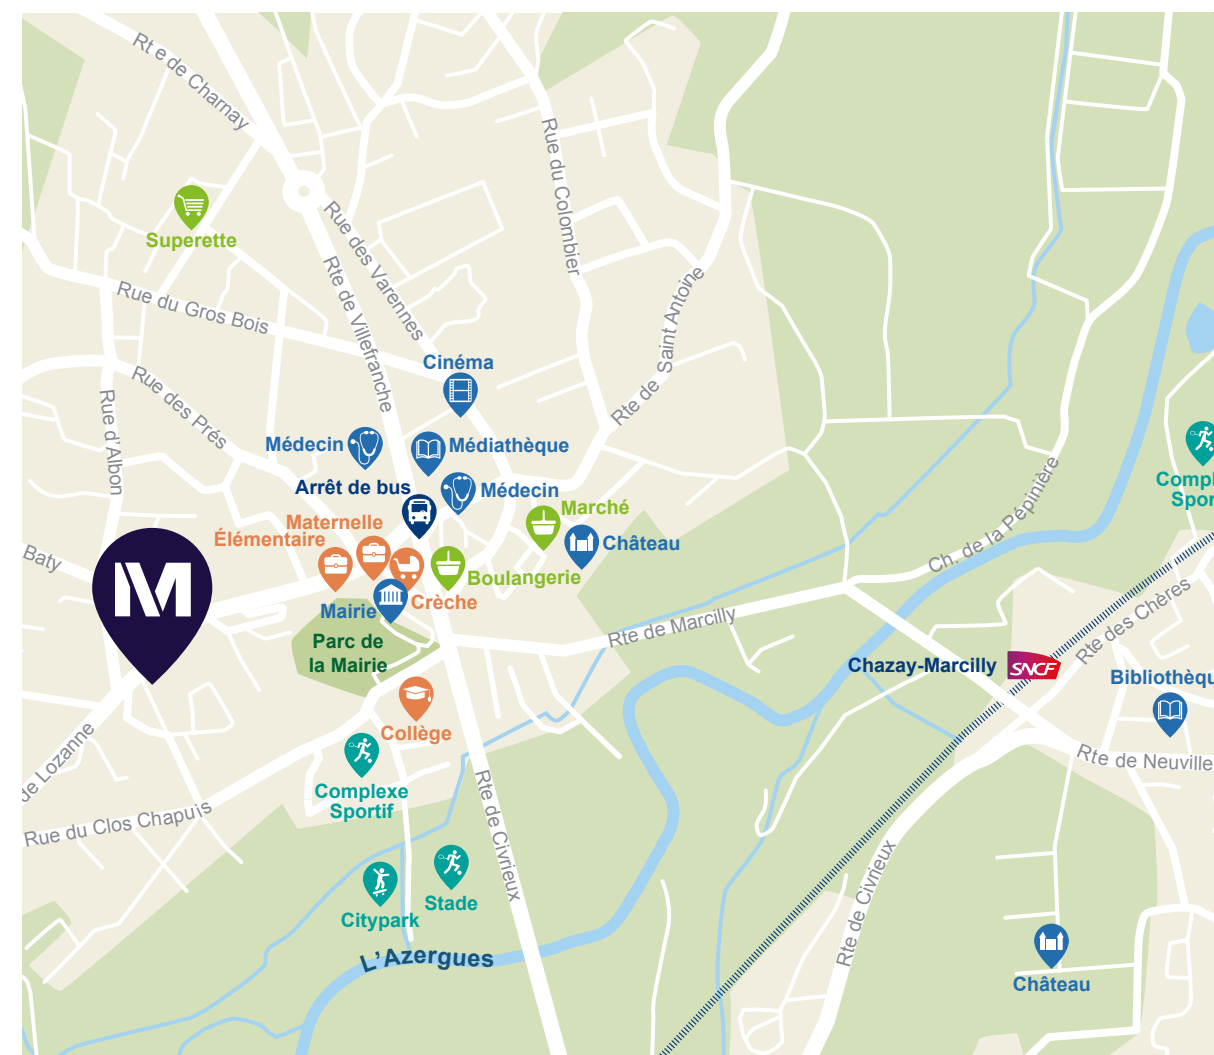 Rt e de Charnay
Rue du Colombier
Superette
Rue des Varennes
Rte de Villefranche
Rue du Gros Bois
Rte de Saint Antoine
Cinéma
Rue des Prés
Rue d'Albon
Médecin
Médiathèque
Arrêt de bus
Médecin
Marché
Maternelle
Élémentaire
Château
Ch. de la Pépinière
Compl
Spor
Baty
M
Boulangerie
Crèche
Mairie
Parc de
la Mairie
Rte de Marcilly
Rte des Chères
Chazay-Marcilly
SNCF
Bibliothèqu
Collège
de Lozanne
Rte de Neuville
Complexe
Sportif
Rue du Clos Chapuis
Rte de Civrieux
Stade
Citypark
L'Azergues
Rte de Civrieux
Château